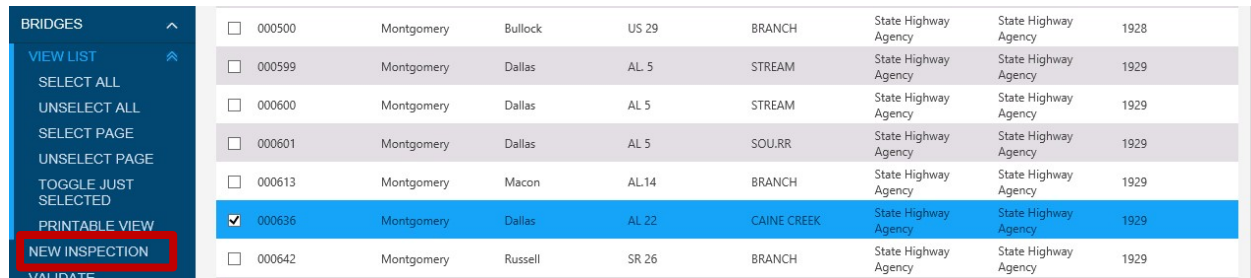 BRIDGES
VIEW LIST
SELECT ALL
UNSELECT ALL
SELECT PAGE
UNSELECT PAGE
TOGGLE JUST
SELECTED
PRINTABLE VIEW
NEW INSPECTION
VALIDATE
000500 Montgomery Bullock US 29 BRANCH State Highway Agency State Highway Agency 1928
000599 Montgomery Dallas AL. 5 STREAM State Highway Agency State Highway Agency 1929
000600 Montgomery Dallas AL 5 STREAM State Highway Agency State Highway Agency 1929
000601 Montgomery Dallas AL 5 SOU.RR State Highway Agency State Highway Agency 1929
000613 Montgomery Macon AL.14 BRANCH State Highway Agency State Highway Agency 1929
000636 Montgomery Dallas AL 22 CAINE CREEK State Highway Agency State Highway Agency 1929
000642 Montgomery Russell SR 26 BRANCH State Highway Agency State Highway Agency 1929